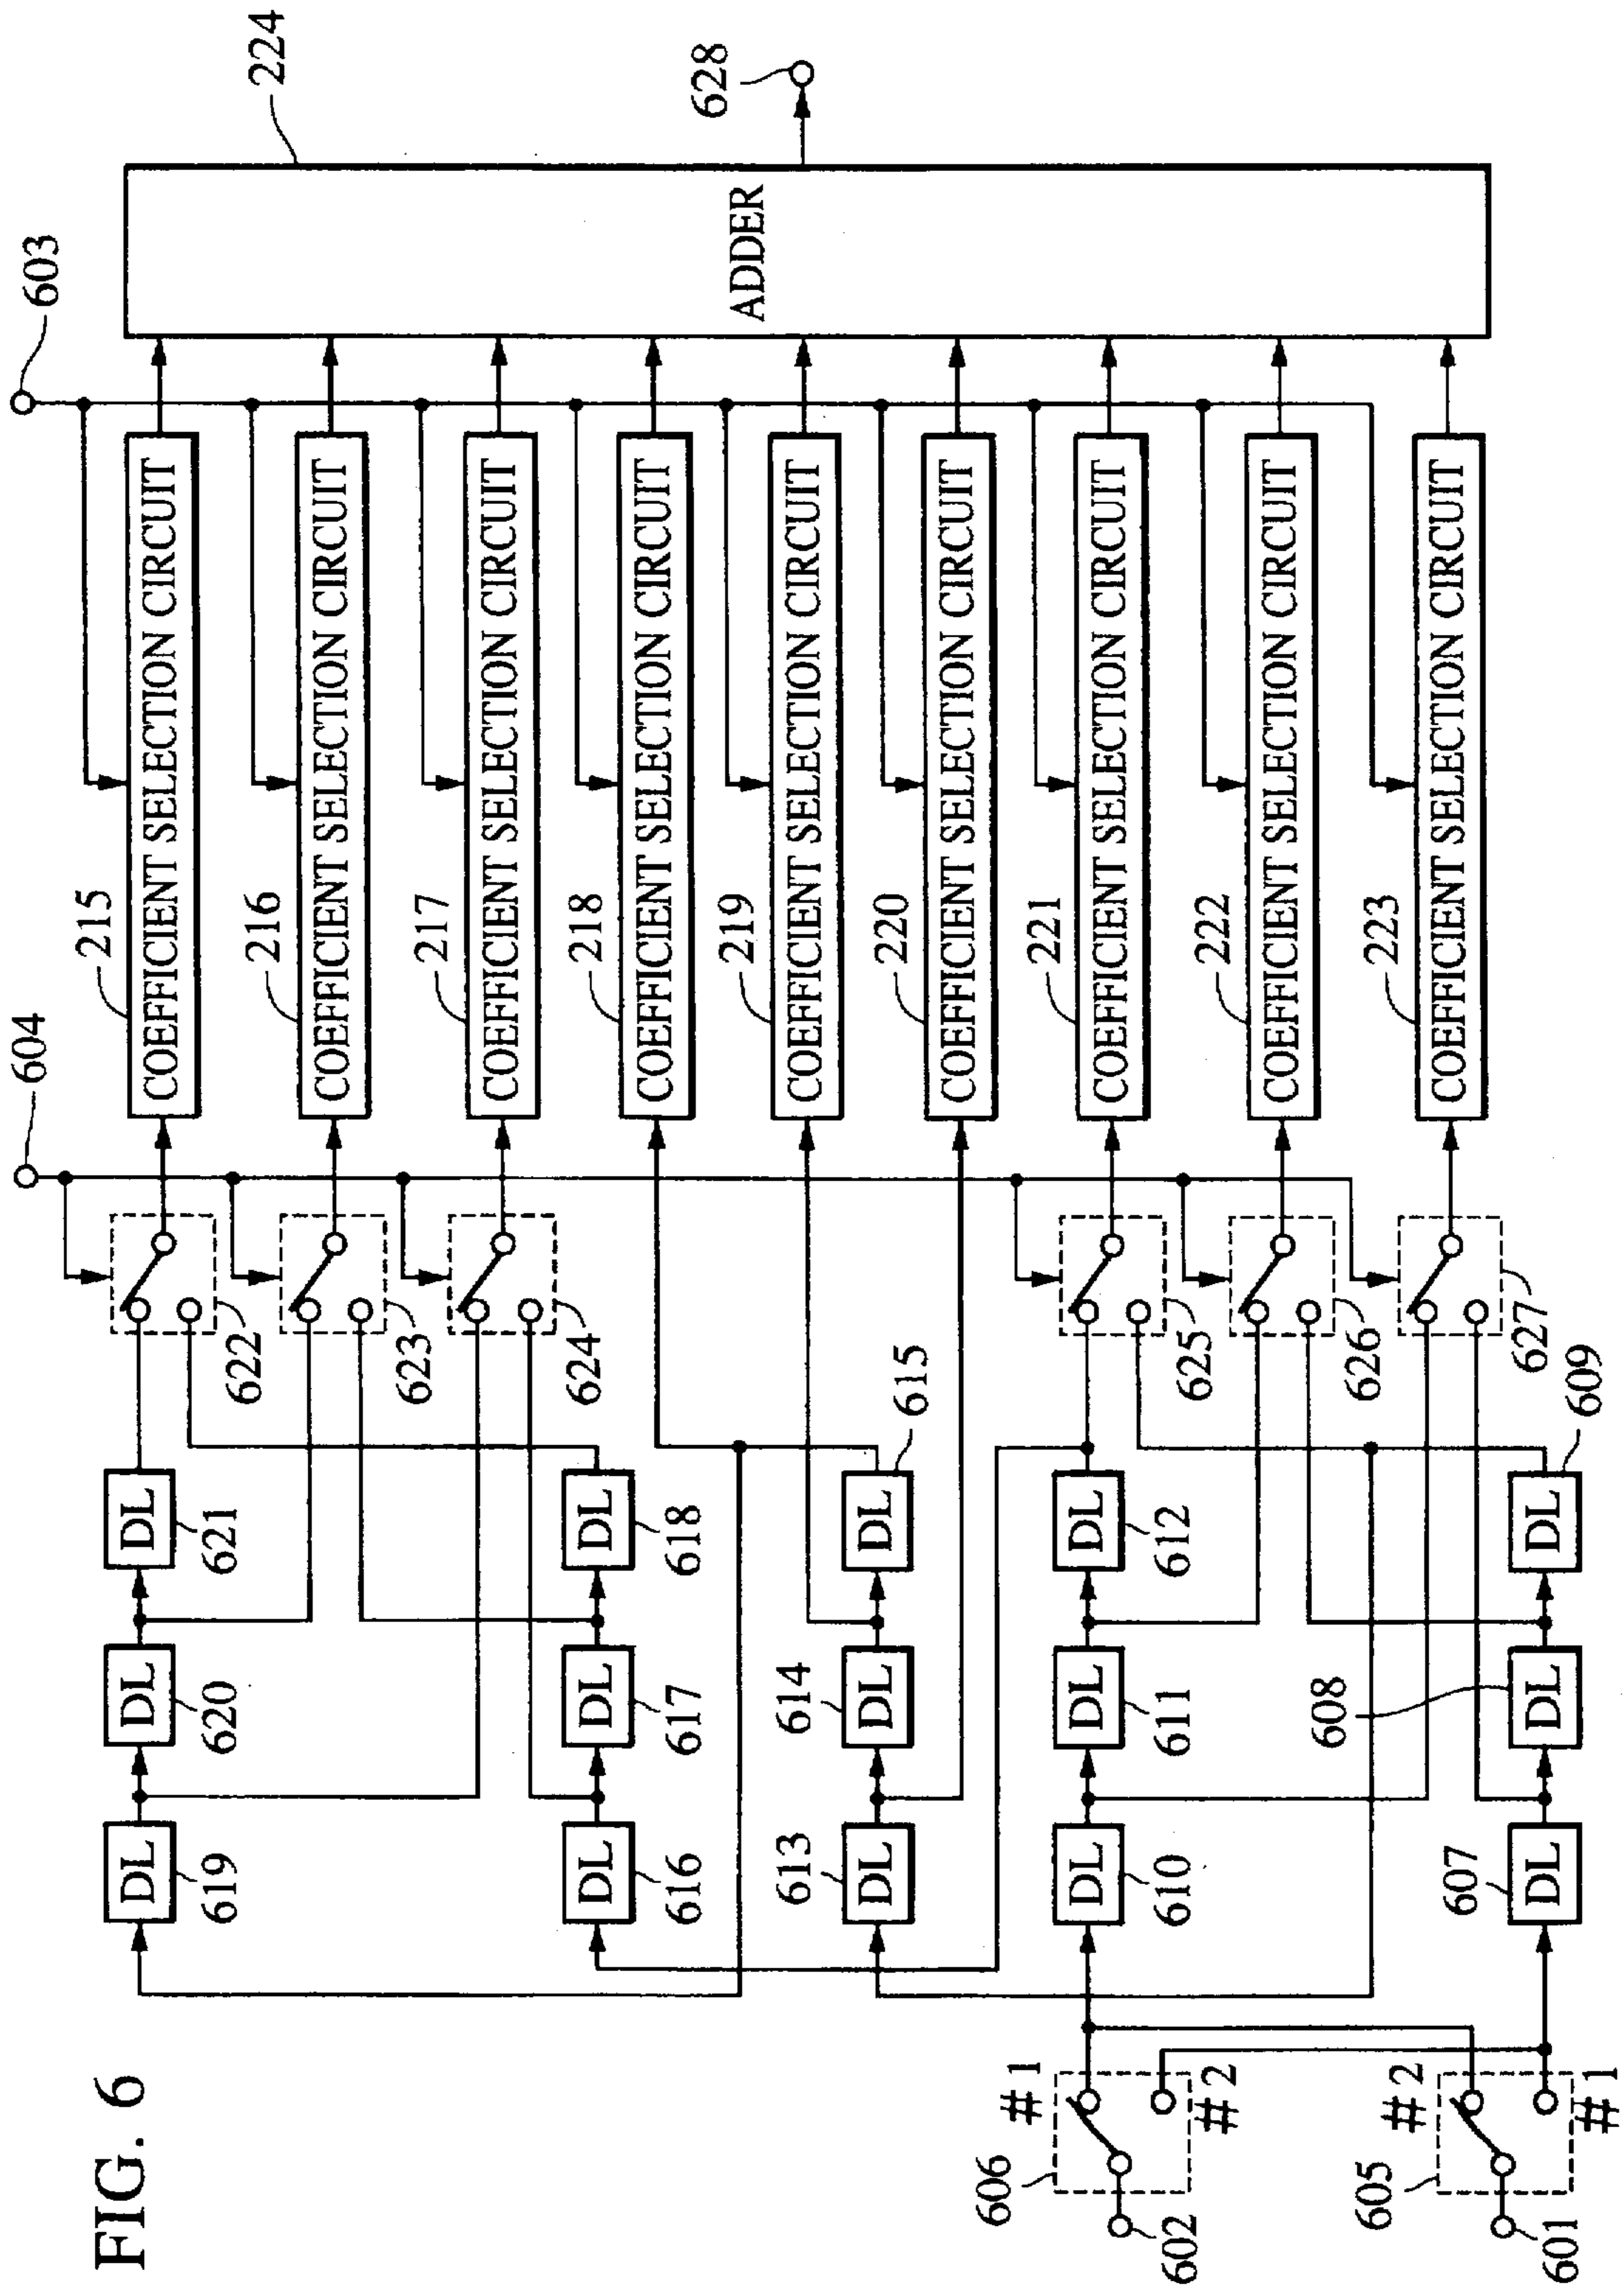 FIG. 6
604
603
224
628
ADDER
215
COEFFICIENT SELECTION CIRCUIT
216
COEFFICIENT SELECTION CIRCUIT
217
COEFFICIENT SELECTION CIRCUIT
218
COEFFICIENT SELECTION CIRCUIT
219
COEFFICIENT SELECTION CIRCUIT
220
COEFFICIENT SELECTION CIRCUIT
221
COEFFICIENT SELECTION CIRCUIT
222
COEFFICIENT SELECTION CIRCUIT
223
COEFFICIENT SELECTION CIRCUIT
622
623
624
625
626
627
DL
619
DL
620
DL
621
DL
616
DL
617
DL
618
DL
613
DL
614
DL
615
DL
610
DL
611
DL
612
DL
607
DL
608
DL
609
606
#1
#2
602
605
#2
#1
601